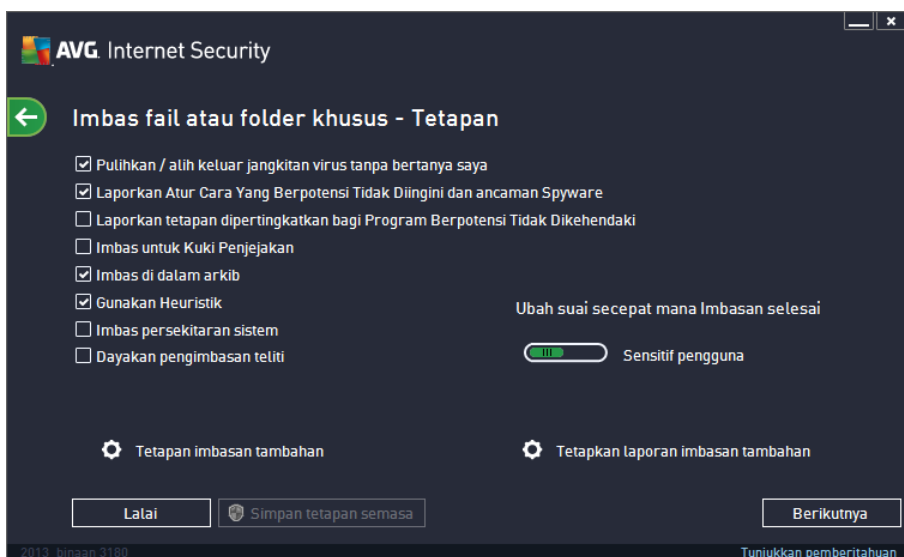 AVG. Internet Security
Imbas fail atau folder khusus - Tetapan
Pulihkan / alih keluar jangkitan virus tanpa bertanya saya
Laporkan Atur Cara Yang Berpotensi Tidak Diingini dan ancaman Spyware
Laporkan tetapan dipertingkatkan bagi Program Berpotensi Tidak Dikehendaki
Imbas untuk Kuki Penjejakan
Imbas di dalam arkib
Gunakan Heuristik
Imbas persekitaran sistem
Dayakan pengimbasan teliti
Ubah suai secepat mana Imbasan selesai
Sensitif pengguna
Tetapan imbasan tambahan
Tetapkan laporan imbasan tambahan
Lalai
Simpan tetapan semasa
Berikutnya
2013 binaan 3180
Tunjukkan pemberitahuan